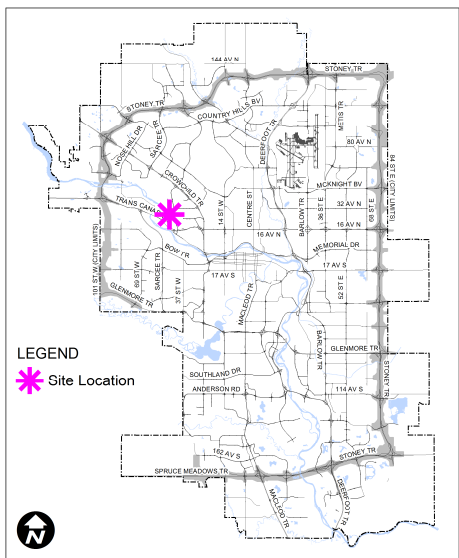 144 AV N
STONEY TR
STONEY TR
COUNTRY HILLS BV
NOSE HILL DR
SARCEE TR
DEERFOOT TR
METIS TR
80 AV N
84 ST E (CITY LIMITS)
CROWCHILD TR
MCKNIGHT BV
TRANS CANA
14 ST W
CENTRE ST
BARLOW TR
36 ST E
32 AV N
68 ST E
16 AV N
16 AV N
101 ST W (CITY LIMITS)
BOW TR
MEMORIAL DR
69 ST W
SARCEE TR
37 ST W
17 AV S
17 AV S
GLENMORE TR
MACLEOD TR
52 ST E
BARLOW TR
GLENMORE TR
LEGEND
Site Location
SOUTHLAND DR
ANDERSON RD
114 AV S
STONEY TR
162 AV S
STONEY TR
SPRUCE MEADOWS TR
MACLEOD TR
DEERFOOT TR
N